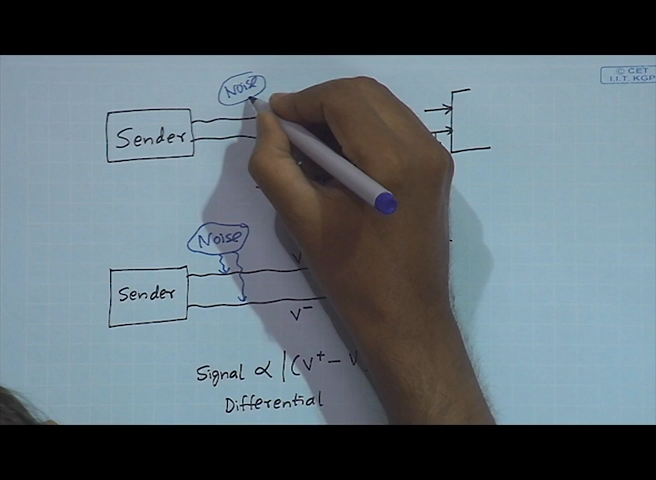 © CET
I.I.T. KGP
Noise
Sender
Noise
Sender
V
V⁻
Signal ∝ |(V⁺ − V
Differential